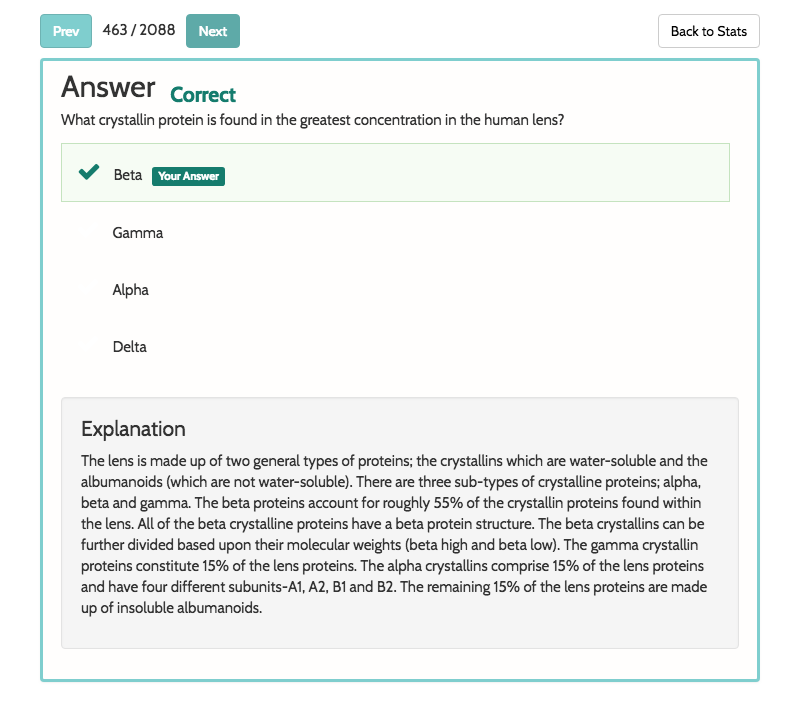 Prev 463 / 2088 Next Back to Stats
Answer Correct
What crystallin protein is found in the greatest concentration in the human lens?
Beta Your Answer
Gamma
Alpha
Delta
Explanation
The lens is made up of two general types of proteins; the crystallins which are water-soluble and the
albumanoids (which are not water-soluble). There are three sub-types of crystalline proteins; alpha,
beta and gamma. The beta proteins account for roughly 55% of the crystallin proteins found within
the lens. All of the beta crystalline proteins have a beta protein structure. The beta crystallins can be
further divided based upon their molecular weights (beta high and beta low). The gamma crystallin
proteins constitute 15% of the lens proteins. The alpha crystallins comprise 15% of the lens proteins
and have four different subunits-A1, A2, B1 and B2. The remaining 15% of the lens proteins are made
up of insoluble albumanoids.